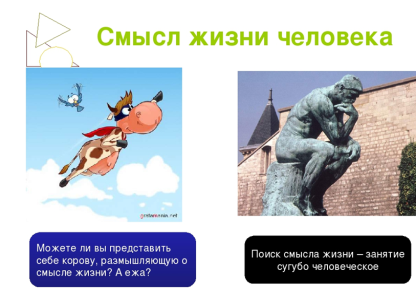 Смысл жизни человека
Можете ли вы представить
себе корову, размышляющую о
смысле жизни? А ежа?
Поиск смысла жизни – занятие
сугубо человеческое